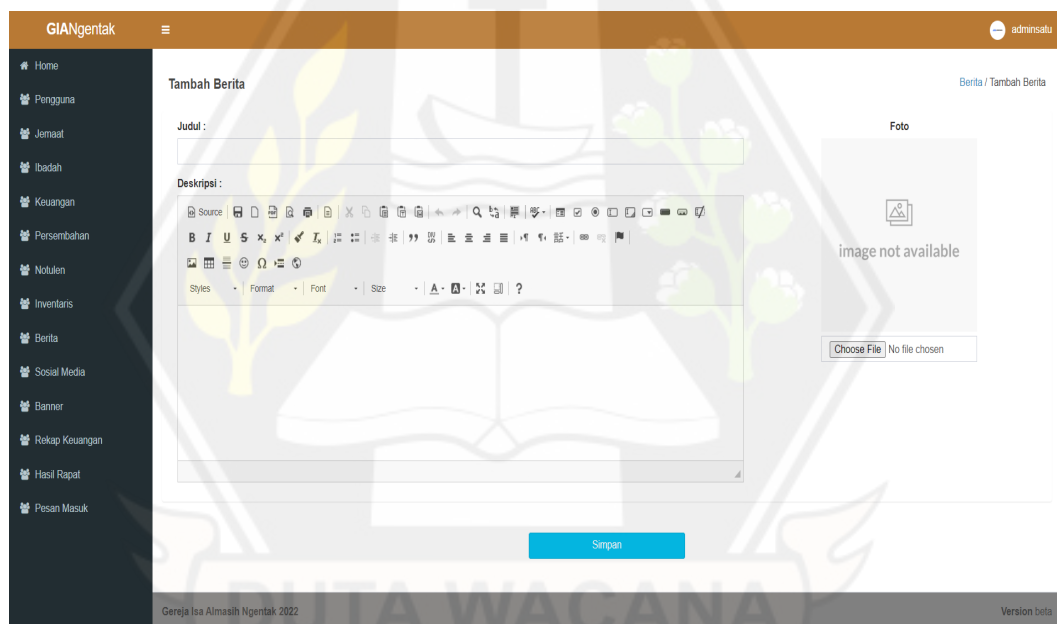 GIANgentak
adminsatu
Home
Pengguna
Jemaat
Ibadah
Keuangan
Persembahan
Notulen
Inventaris
Berita
Sosial Media
Banner
Rekap Keuangan
Hasil Rapat
Pesan Masuk
Tambah Berita
Berita / Tambah Berita
Judul :
Deskripsi :
Source
Styles Format Font Size
Foto
image not available
Choose File No file chosen
Simpan
DUTA WACANA
Gereja Isa Almasih Ngentak 2022
Version beta